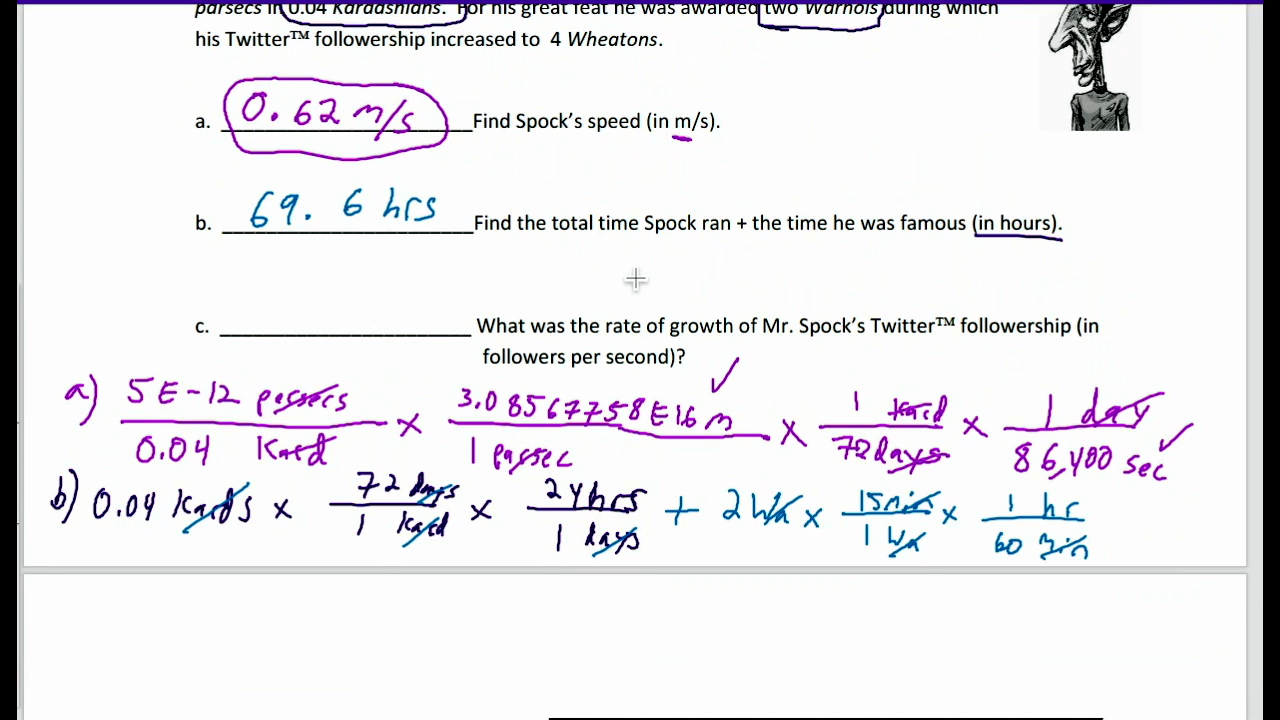 parsecs in 0.04 Kardashians. For his great feat he was awarded two Warhols during which
his Twitter™ followership increased to 4 Wheatons.
a. 0.62 m/s Find Spock's speed (in m/s).
b. 69.6 hrs Find the total time Spock ran + the time he was famous (in hours).
c. ______________________ What was the rate of growth of Mr. Spock's Twitter™ followership (in
followers per second)?
a) 5E-12 parsecs / 0.04 Kard × 3.08567758E16 m / 1 parsec × 1 Kard / 72 days × 1 day / 86,400 sec
b) 0.04 Kards × 72 days / 1 Kard × 24 hrs / 1 days + 2 Wa × 15 min / 1 Wa × 1 hr / 60 min